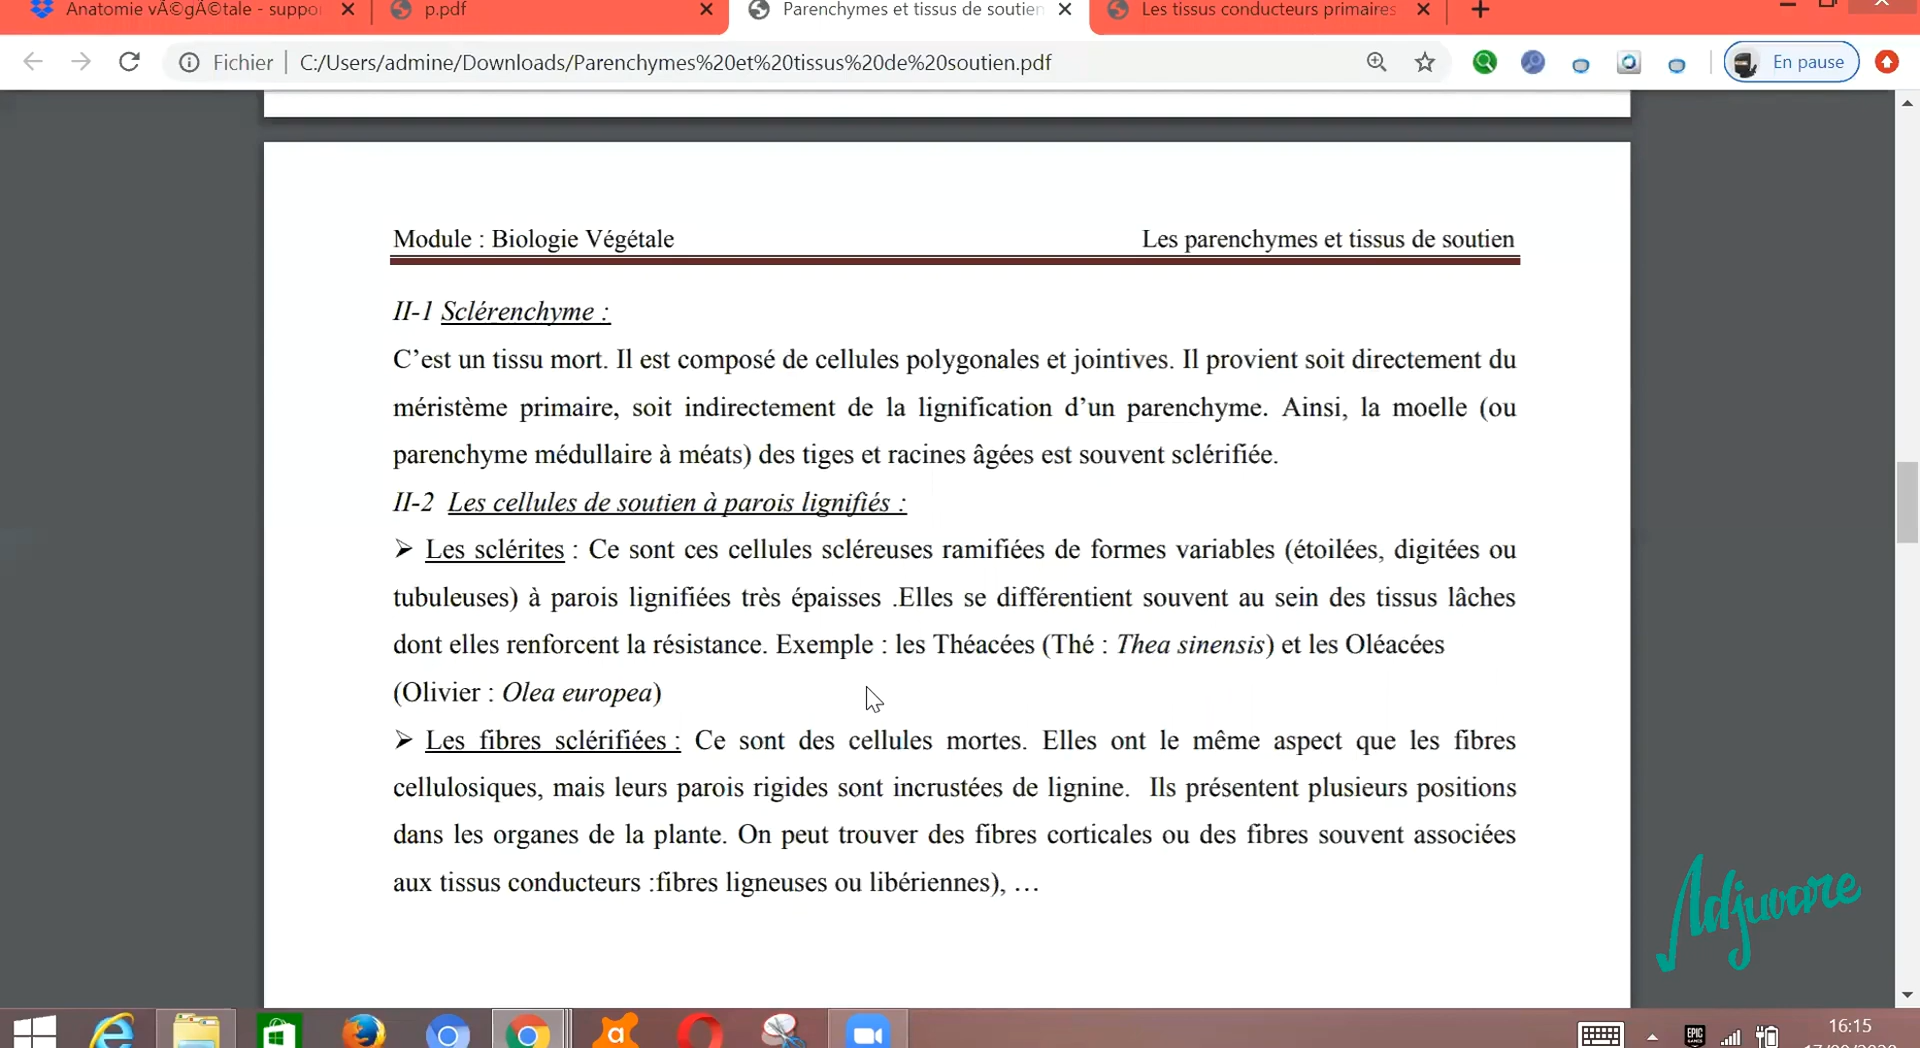 Anatomie vÃ©gÃ©tale - suppo
p.pdf
Parenchymes et tissus de soutien
Les tissus conducteurs primaires
Fichier
C:/Users/admine/Downloads/Parenchymes%20et%20tissus%20de%20soutien.pdf
En pause
Module : Biologie Végétale
Les parenchymes et tissus de soutien
II-1 Sclérenchyme :
C’est un tissu mort. Il est composé de cellules polygonales et jointives. Il provient soit directement du
méristème primaire, soit indirectement de la lignification d’un parenchyme. Ainsi, la moelle (ou
parenchyme médullaire à méats) des tiges et racines âgées est souvent sclérifiée.
II-2 Les cellules de soutien à parois lignifiés :
➢ Les sclérites : Ce sont ces cellules scléreuses ramifiées de formes variables (étoilées, digitées ou
tubuleuses) à parois lignifiées très épaisses .Elles se différentient souvent au sein des tissus lâches
dont elles renforcent la résistance. Exemple : les Théacées (Thé : Thea sinensis) et les Oléacées
(Olivier : Olea europea)
➢ Les fibres sclérifiées : Ce sont des cellules mortes. Elles ont le même aspect que les fibres
cellulosiques, mais leurs parois rigides sont incrustées de lignine. Ils présentent plusieurs positions
dans les organes de la plante. On peut trouver des fibres corticales ou des fibres souvent associées
aux tissus conducteurs :fibres ligneuses ou libériennes), …
Adjuvare
EPIC
16:15